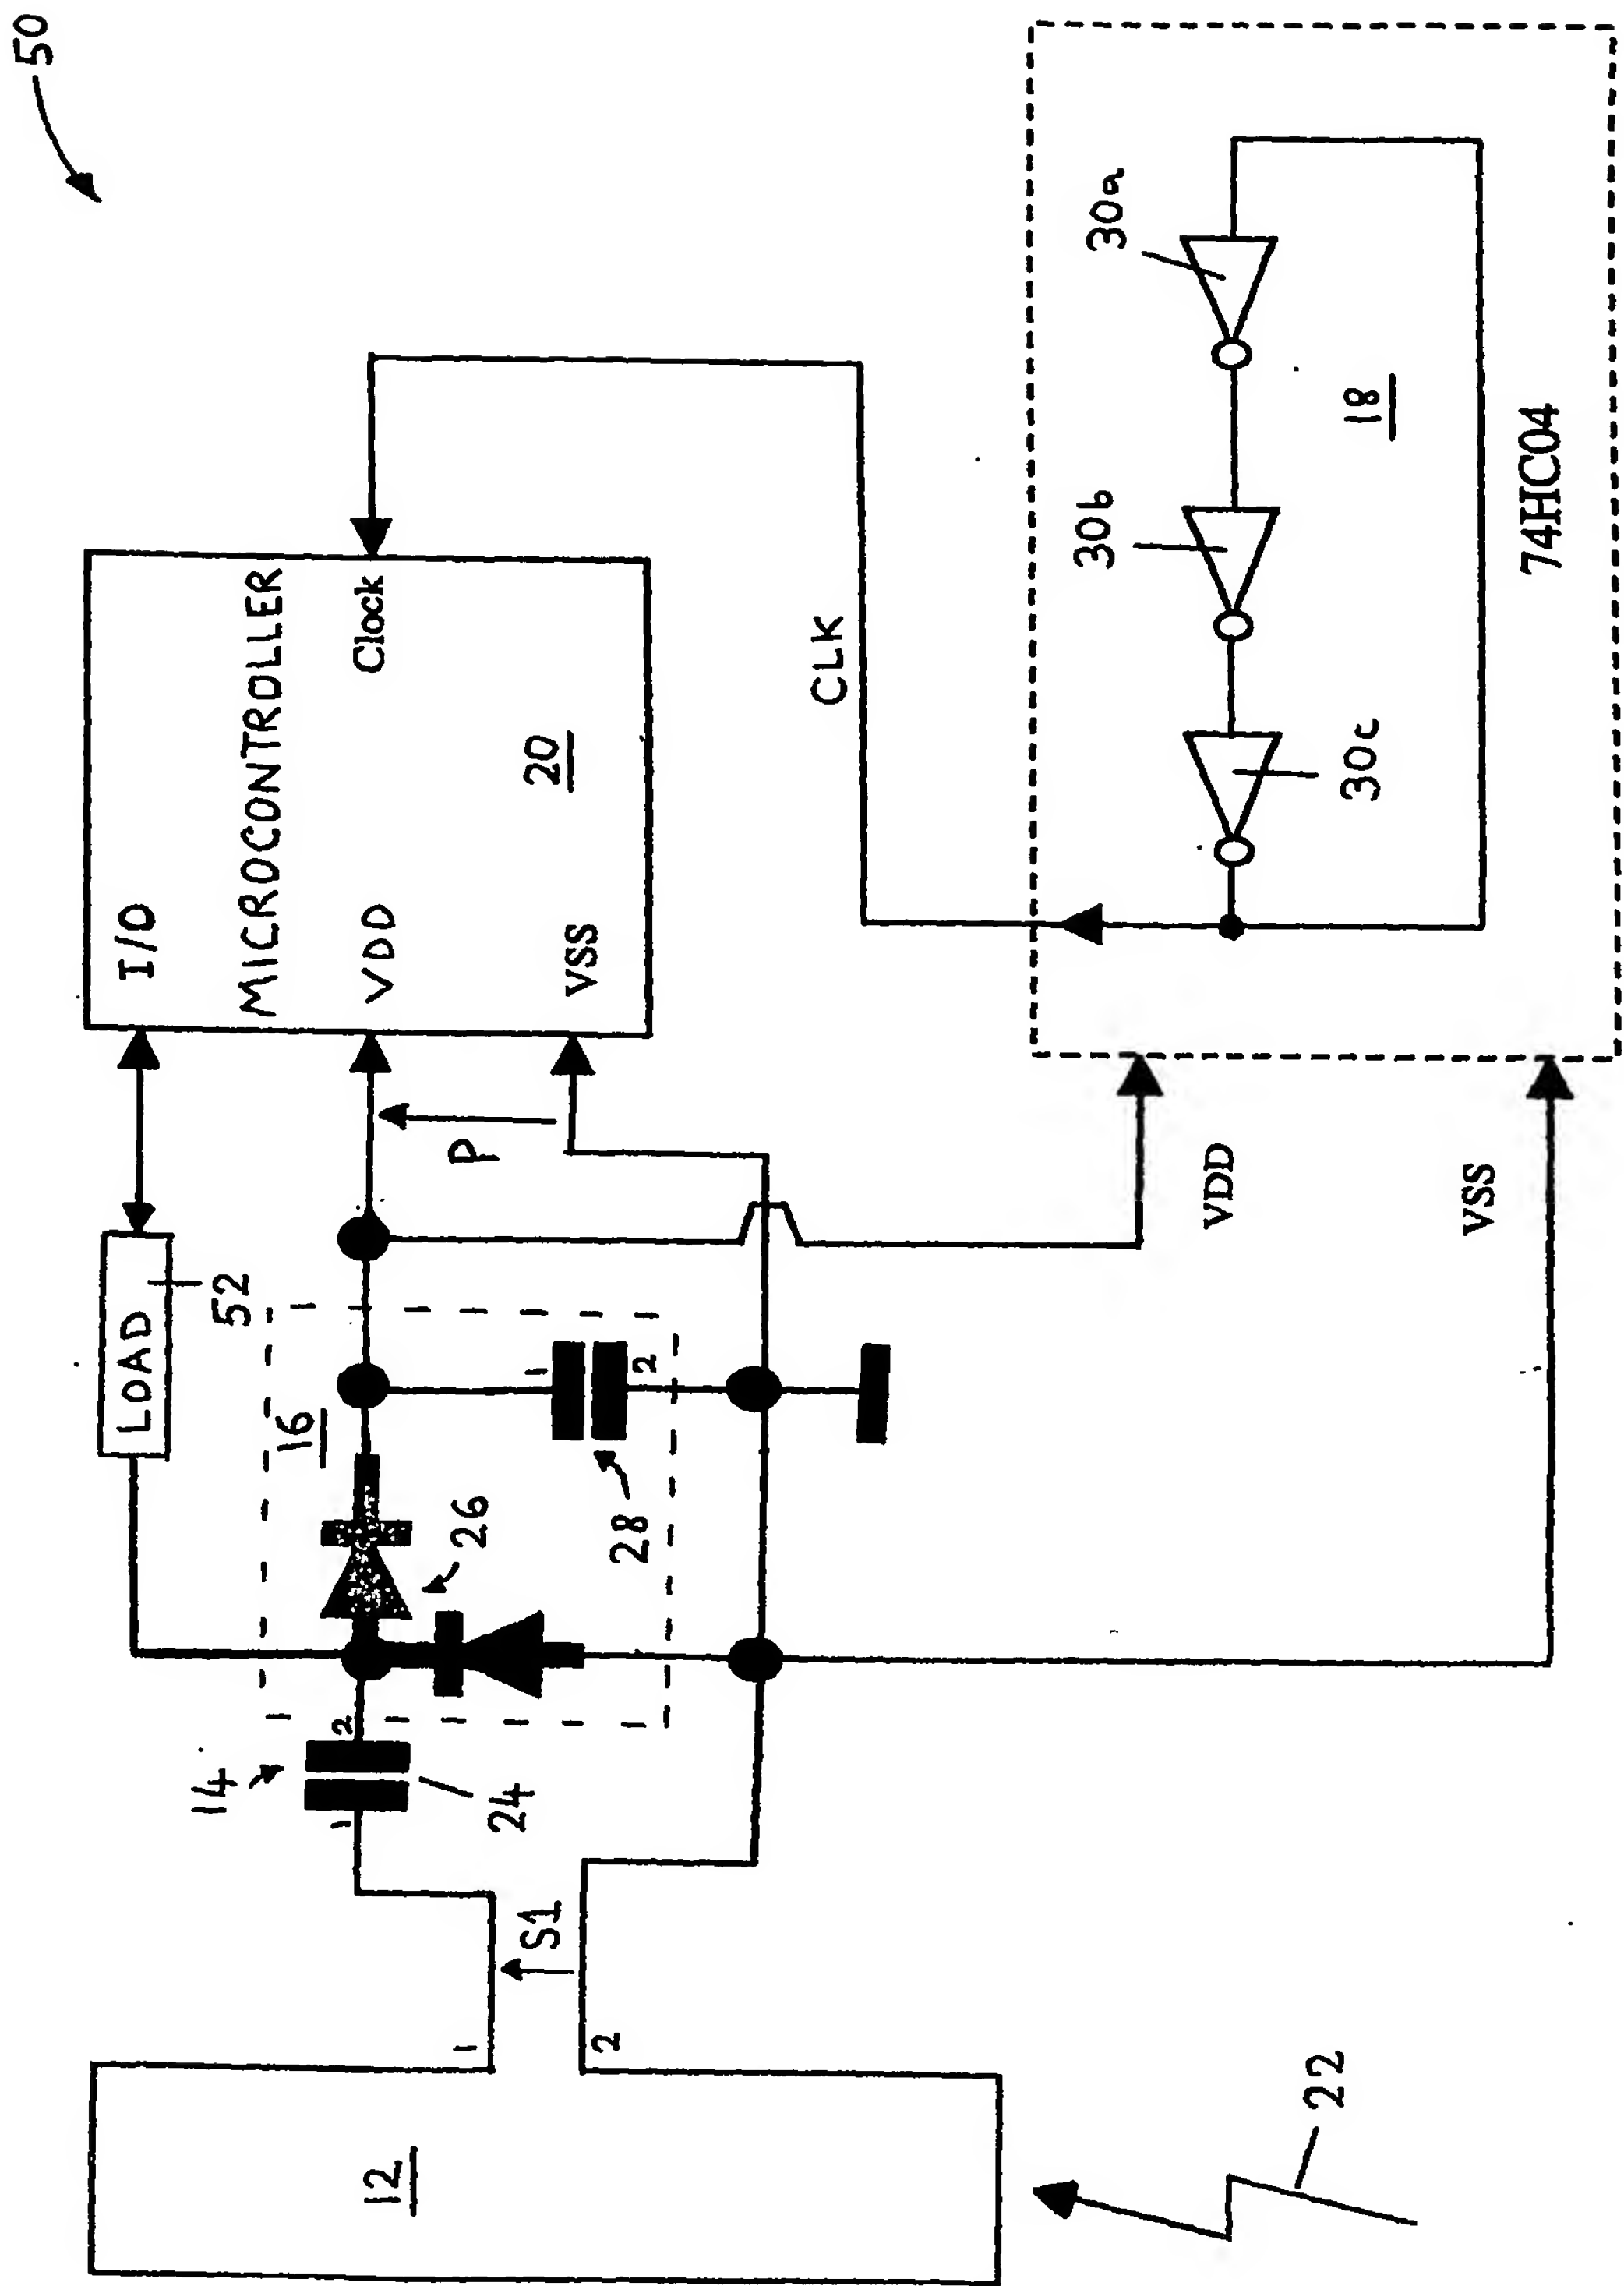 50
LOAD
52
I/O
MICROCONTROLLER
VDD
VSS
Clock
20
P
16
14
1
2
24
26
28
1
2
S1
1
2
12
22
CLK
VDD
VSS
30a
30b
30c
18
74HC04